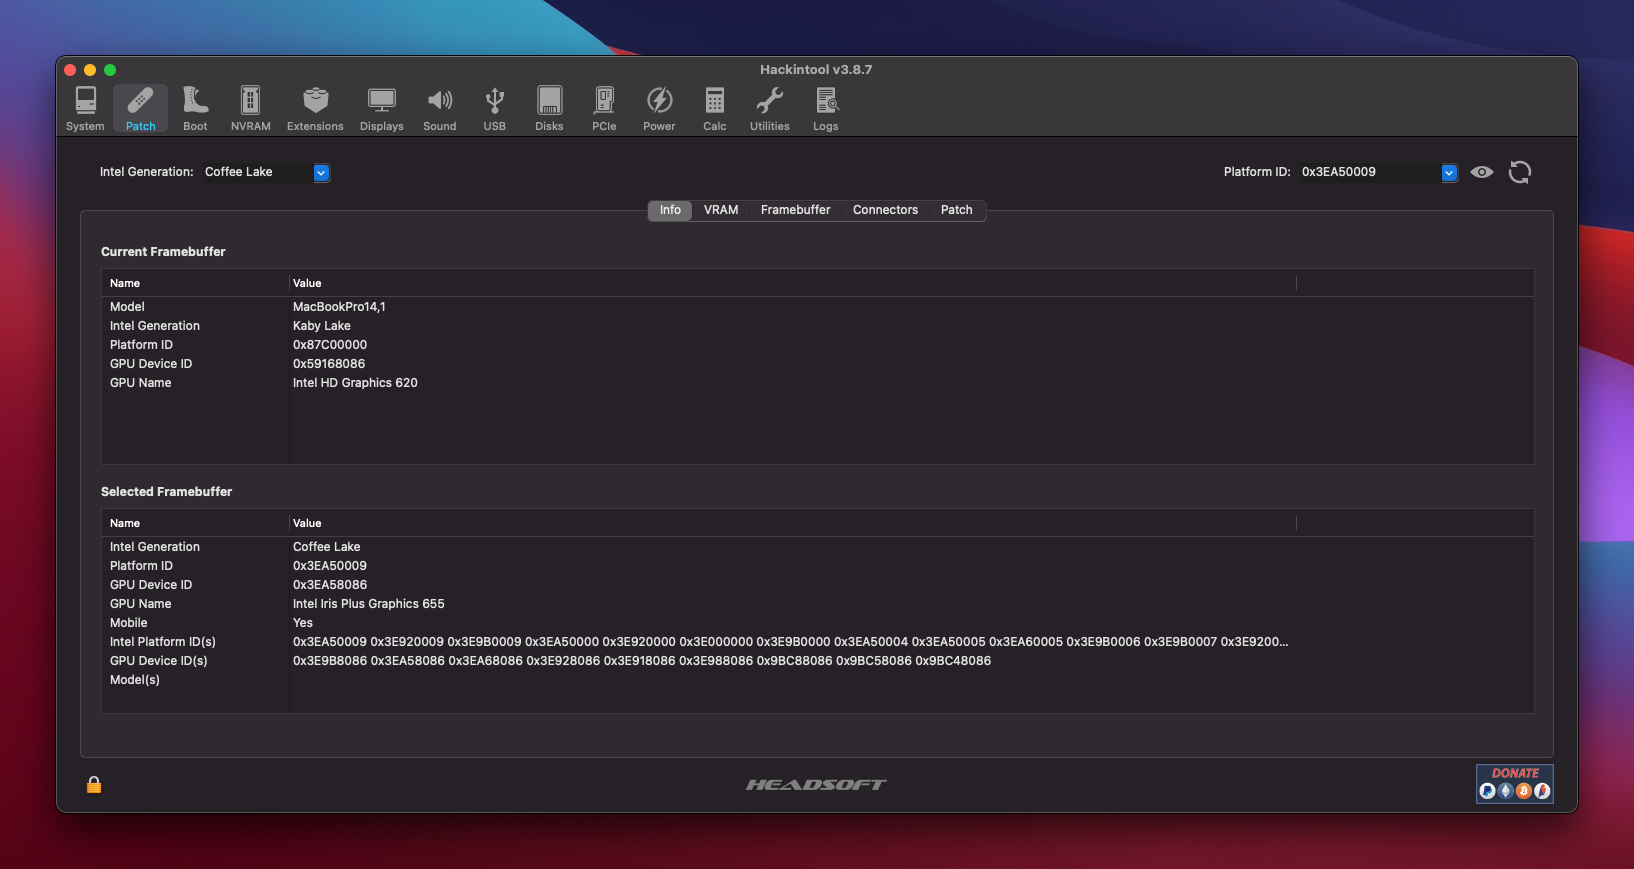 Hackintool v3.8.7
System Patch Boot NVRAM Extensions Displays Sound USB Disks PCIe Power Calc Utilities Logs
Intel Generation: Coffee Lake Platform ID: 0x3EA50009
Info VRAM Framebuffer Connectors Patch
Current Framebuffer
Name Value
Model MacBookPro14,1
Intel Generation Kaby Lake
Platform ID 0x87C00000
GPU Device ID 0x59168086
GPU Name Intel HD Graphics 620
Selected Framebuffer
Name Value
Intel Generation Coffee Lake
Platform ID 0x3EA50009
GPU Device ID 0x3EA58086
GPU Name Intel Iris Plus Graphics 655
Mobile Yes
Intel Platform ID(s) 0x3EA50009 0x3E920009 0x3E9B0009 0x3EA50000 0x3E920000 0x3E000000 0x3E9B0000 0x3EA50004 0x3EA50005 0x3EA60005 0x3E9B0006 0x3E9B0007 0x3E9200...
GPU Device ID(s) 0x3E9B8086 0x3EA58086 0x3EA68086 0x3E928086 0x3E918086 0x3E988086 0x9BC88086 0x9BC58086 0x9BC48086
Model(s)
HEADSOFT
DONATE